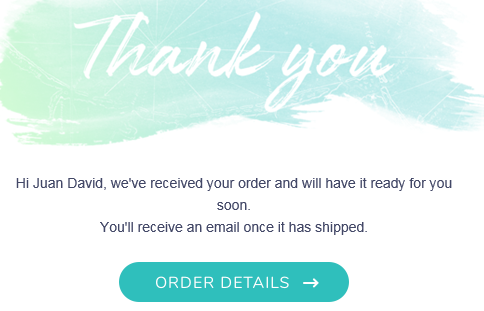 Thank you
Hi Juan David, we've received your order and will have it ready for you
soon.
You'll receive an email once it has shipped.
ORDER DETAILS →